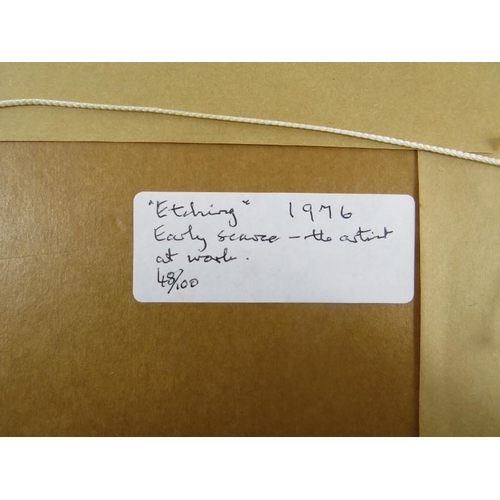 "Etching" 1976
Early scarce - the artist
at work.
48/100